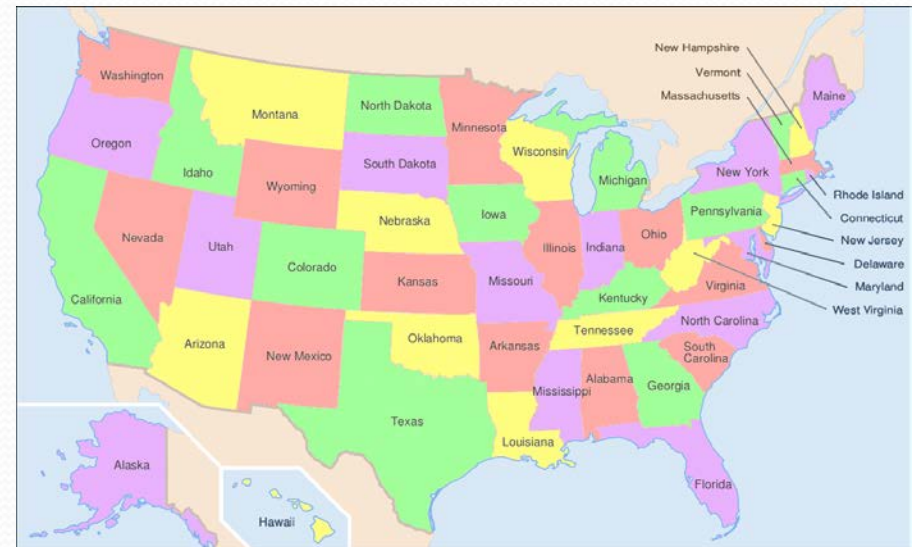 New Hampshire
Vermont
Massachusetts
Washington
Montana
North Dakota
Minnesota
Maine
Oregon
Idaho
Wyoming
South Dakota
Wisconsin
Michigan
New York
Rhode Island
Connecticut
New Jersey
Delaware
Maryland
West Virginia
Nevada
Utah
Colorado
Nebraska
Iowa
Illinois
Indiana
Ohio
Pennsylvania
California
Kansas
Missouri
Kentucky
Virginia
Arizona
New Mexico
Oklahoma
Arkansas
Tennessee
North Carolina
South
Carolina
Texas
Louisiana
Mississippi
Alabama
Georgia
Florida
Alaska
Hawaii